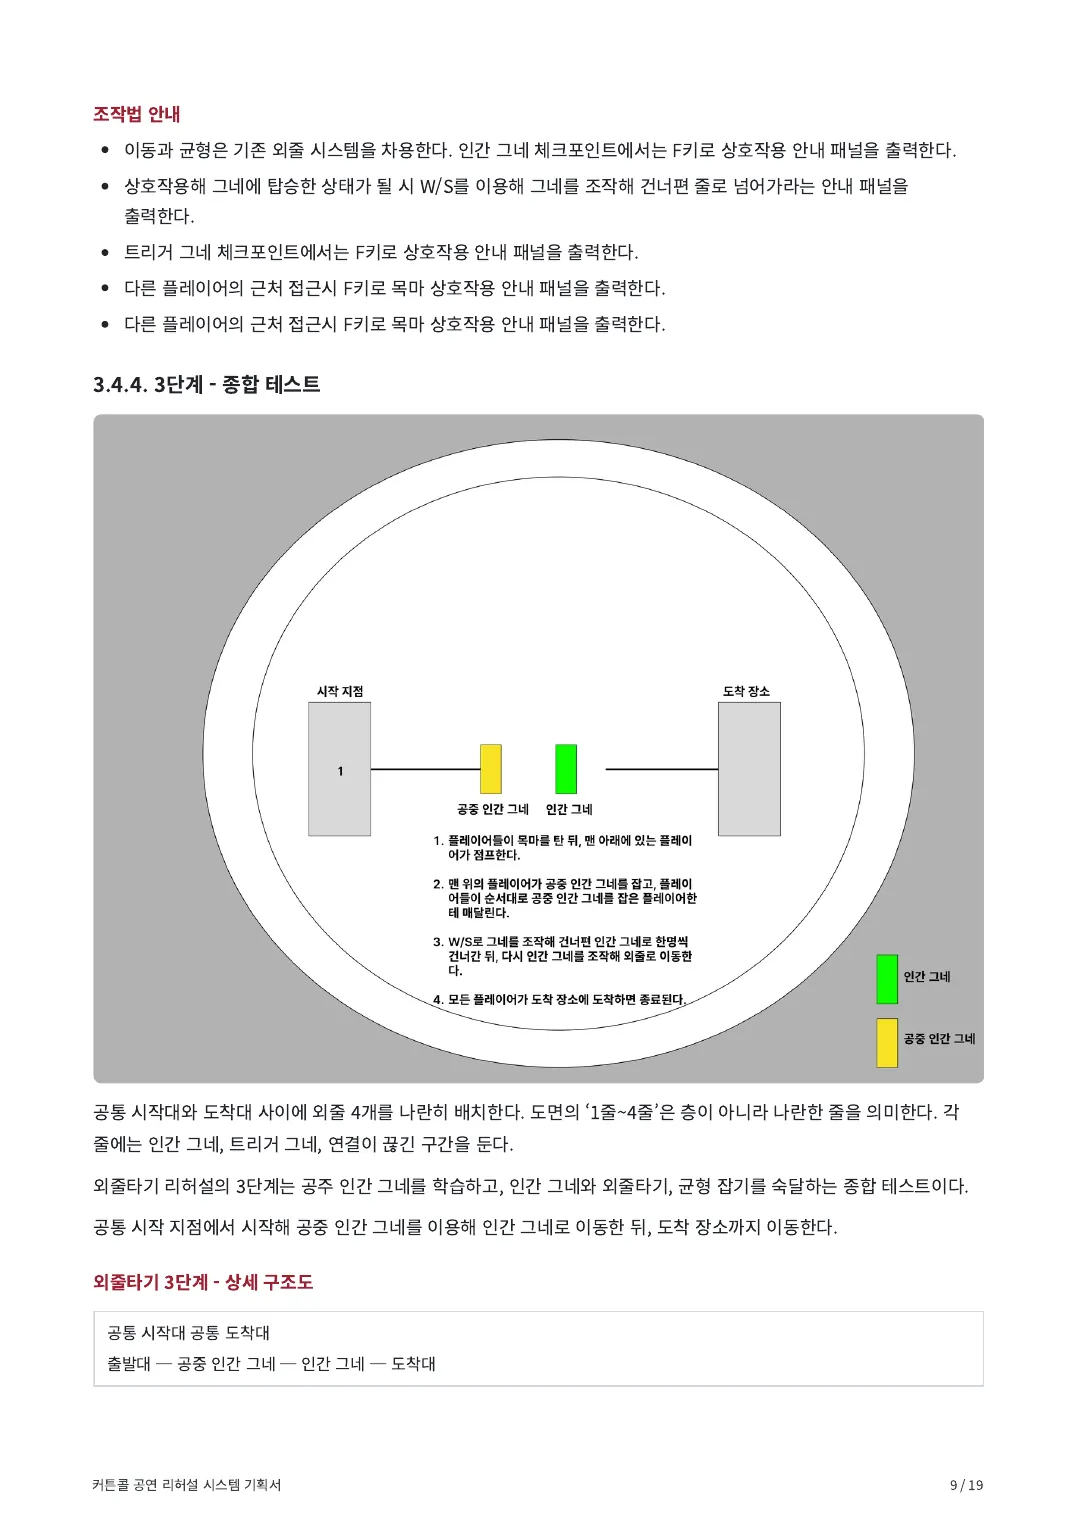 조작법 안내
• 이동과 균형은 기존 외줄 시스템을 차용한다. 인간 그네 체크포인트에서는 F키로 상호작용 안내 패널을 출력한다.
• 상호작용해 그네에 탑승한 상태가 될 시 W/S를 이용해 그네를 조작해 건너편 줄로 넘어가라는 안내 패널을
출력한다.
• 트리거 그네 체크포인트에서는 F키로 상호작용 안내 패널을 출력한다.
• 다른 플레이어의 근처 접근시 F키로 목마 상호작용 안내 패널을 출력한다.
• 다른 플레이어의 근처 접근시 F키로 목마 상호작용 안내 패널을 출력한다.
3.4.4. 3단계 - 종합 테스트
시작 지점
도착 장소
1
공중 인간 그네
인간 그네
1. 플레이어들이 목마를 탄 뒤, 맨 아래에 있는 플레이
어가 점프한다.
2. 맨 위의 플레이어가 공중 인간 그네를 잡고, 플레이
어들이 순서대로 공중 인간 그네를 잡은 플레이어한
테 매달린다.
3. W/S로 그네를 조작해 건너편 인간 그네로 한명씩
건너간 뒤, 다시 인간 그네를 조작해 외줄로 이동한
다.
4. 모든 플레이어가 도착 장소에 도착하면 종료된다.
인간 그네
공중 인간 그네
공통 시작대와 도착대 사이에 외줄 4개를 나란히 배치한다. 도면의 ‘1줄~4줄’은 층이 아니라 나란한 줄을 의미한다. 각
줄에는 인간 그네, 트리거 그네, 연결이 끊긴 구간을 둔다.
외줄타기 리허설의 3단계는 공주 인간 그네를 학습하고, 인간 그네와 외줄타기, 균형 잡기를 숙달하는 종합 테스트이다.
공통 시작 지점에서 시작해 공중 인간 그네를 이용해 인간 그네로 이동한 뒤, 도착 장소까지 이동한다.
외줄타기 3단계 - 상세 구조도
공통 시작대 공통 도착대
출발대 — 공중 인간 그네 — 인간 그네 — 도착대
커튼콜 공연 리허설 시스템 기획서
9 / 19